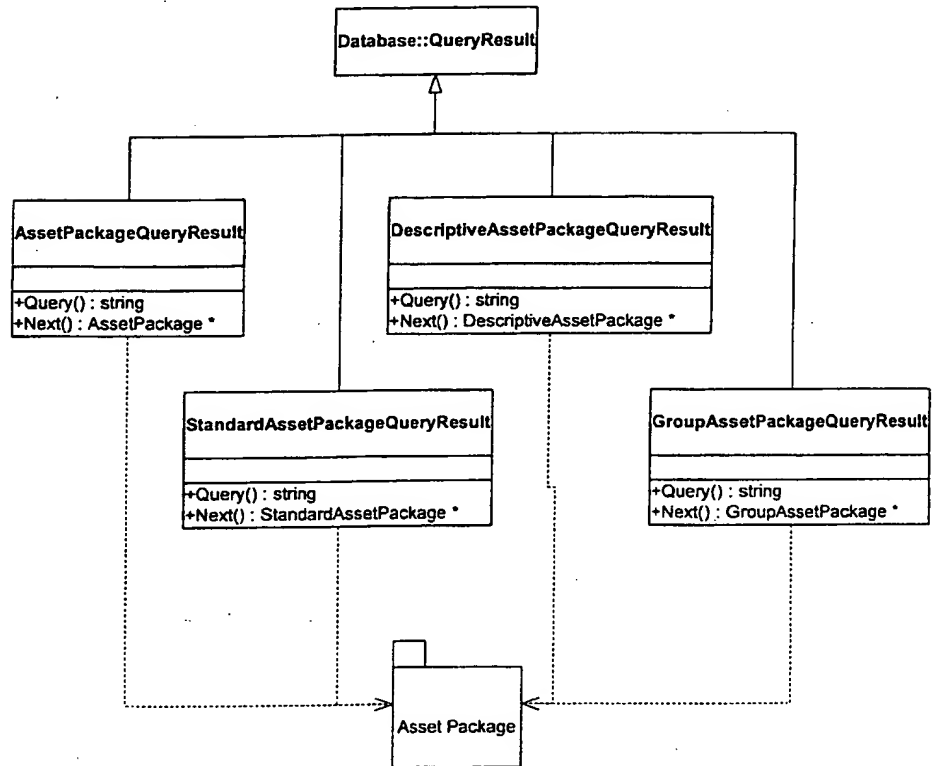 Database::QueryResult
AssetPackageQueryResult
+Query() : string
+Next() : AssetPackage *
DescriptiveAssetPackageQueryResult
+Query() : string
+Next() : DescriptiveAssetPackage *
StandardAssetPackageQueryResult
+Query() : string
+Next() : StandardAssetPackage *
GroupAssetPackageQueryResult
+Query() : string
+Next() : GroupAssetPackage *
Asset Package